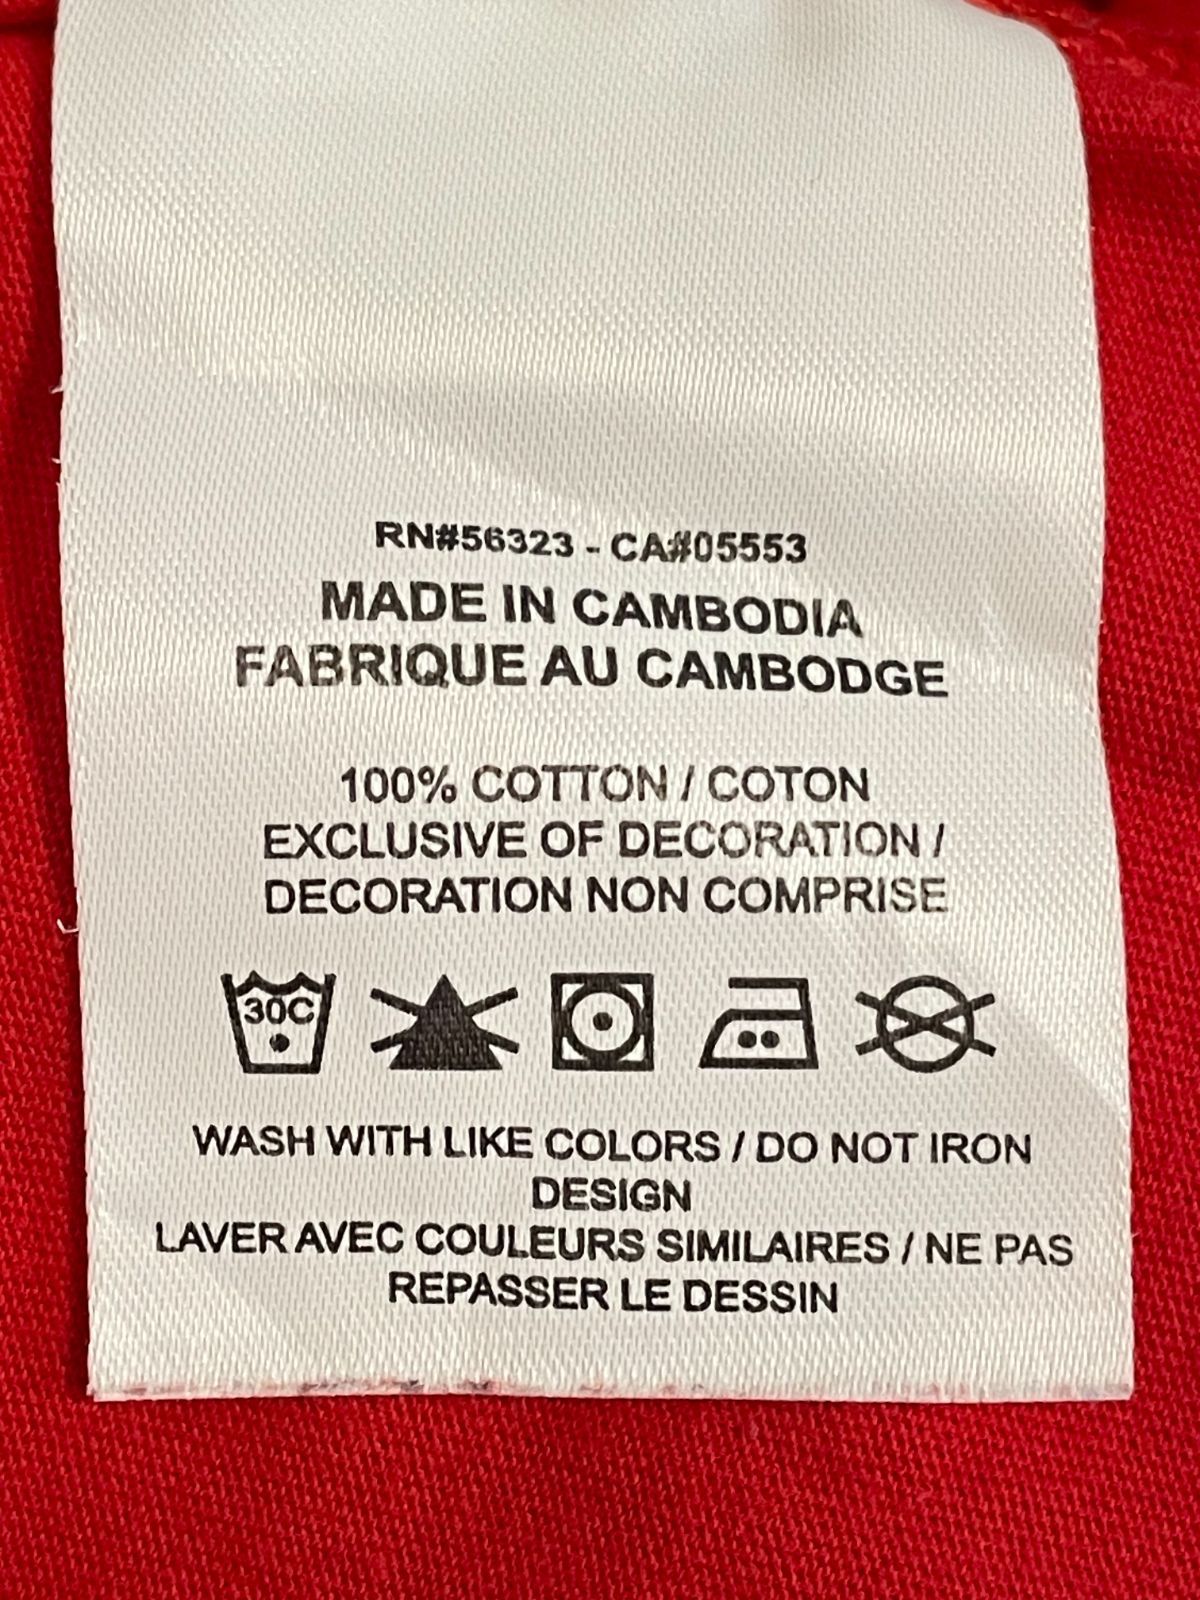 RN#56323 - CA#05553
MADE IN CAMBODIA
FABRIQUE AU CAMBODGE
100% COTTON / COTON
EXCLUSIVE OF DECORATION /
DECORATION NON COMPRISE
30C
WASH WITH LIKE COLORS / DO NOT IRON
DESIGN
LAVER AVEC COULEURS SIMILAIRES / NE PAS
REPASSER LE DESSIN